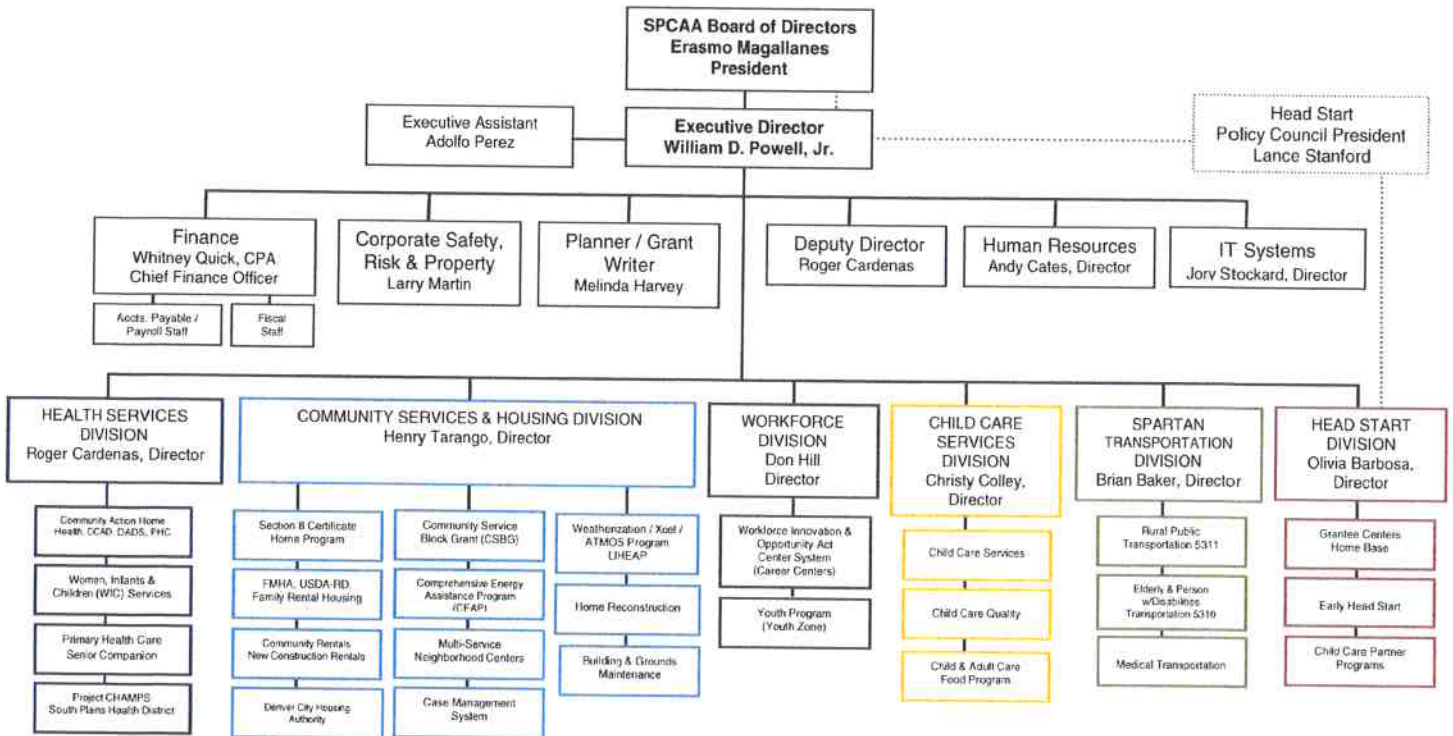 SPCAA Board of Directors
Erasmo Magallanes
President
Executive Assistant
Adolfo Perez
Executive Director
William D. Powell, Jr.
Head Start
Policy Council President
Lance Stanford
Finance
Whitney Quick, CPA
Chief Finance Officer
Corporate Safety,
Risk & Property
Larry Martin
Planner / Grant
Writer
Melinda Harvey
Deputy Director
Roger Cardenas
Human Resources
Andy Cates, Director
IT Systems
Jory Stockard, Director
Accts. Payable /
Payroll Staff
Fiscal
Staff
HEALTH SERVICES
DIVISION
Roger Cardenas, Director
COMMUNITY SERVICES & HOUSING DIVISION
Henry Tarango, Director
WORKFORCE
DIVISION
Don Hill
Director
CHILD CARE
SERVICES
DIVISION
Christy Colley,
Director
SPARTAN
TRANSPORTATION
DIVISION
Brian Baker, Director
HEAD START
DIVISION
Olivia Barbosa,
Director
Community Action Home
Health, CCAD, DADS, PHC
Women, Infants &
Children (WIC) Services
Primary Health Care
Senior Companion
Project CHAMPS
South Plains Health District
Section 8 Certificate
Home Program
FMHA, USDA-RD,
Family Rental Housing
Community Rentals
New Construction Rentals
Denver City Housing
Authority
Community Service
Block Grant (CSBG)
Comprehensive Energy
Assistance Program
(CEAP)
Multi-Service
Neighborhood Centers
Case Management
System
Weatherization / Xcel /
ATMOS Program
LIHEAP
Home Reconstruction
Building & Grounds
Maintenance
Workforce Innovation &
Opportunity Act
Center System
(Career Centers)
Youth Program
(Youth Zone)
Child Care Services
Child Care Quality
Child & Adult Care
Food Program
Rural Public
Transportation 5311
Elderly & Person
w/Disabilities
Transportation 5310
Medical Transportation
Grantee Centers
Home Base
Early Head Start
Child Care Partner
Programs